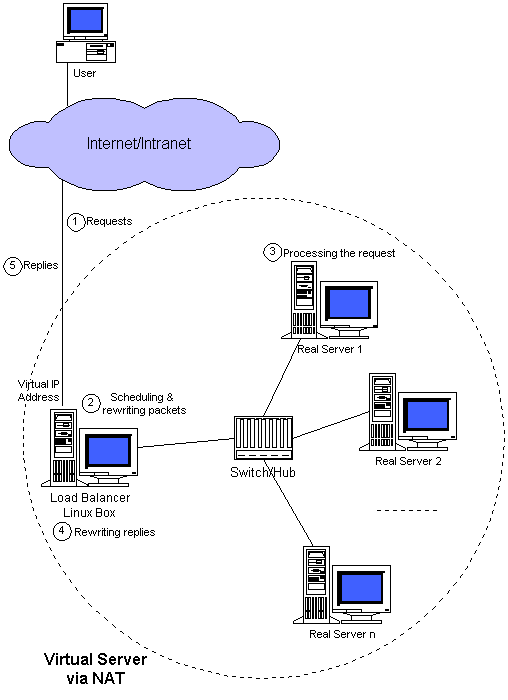 User
Internet/Intranet
1 Requests
5 Replies
3 Processing the request
Real Server 1
Virtual IP
Address
2 Scheduling &
rewriting packets
Real Server 2
Switch/Hub
Load Balancer
Linux Box
4 Rewriting replies
Real Server n
Virtual Server
via NAT